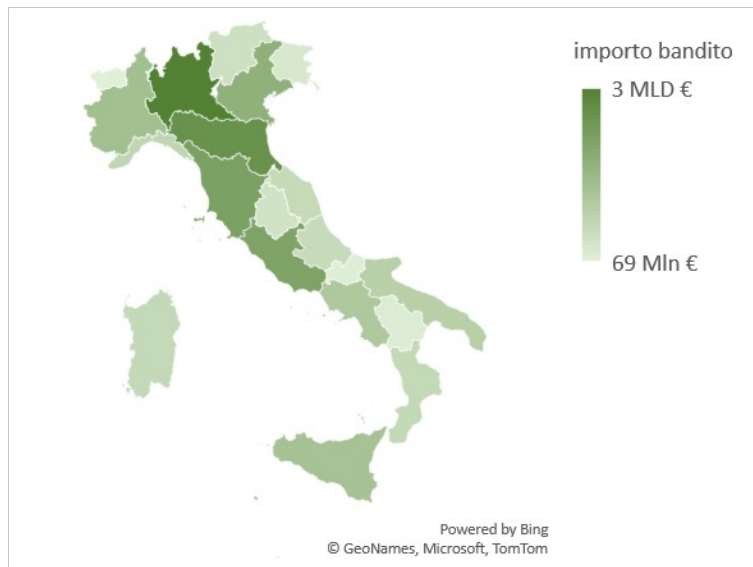 importo bandito
3 MLD €
69 Mln €
Powered by Bing
© GeoNames, Microsoft, TomTom